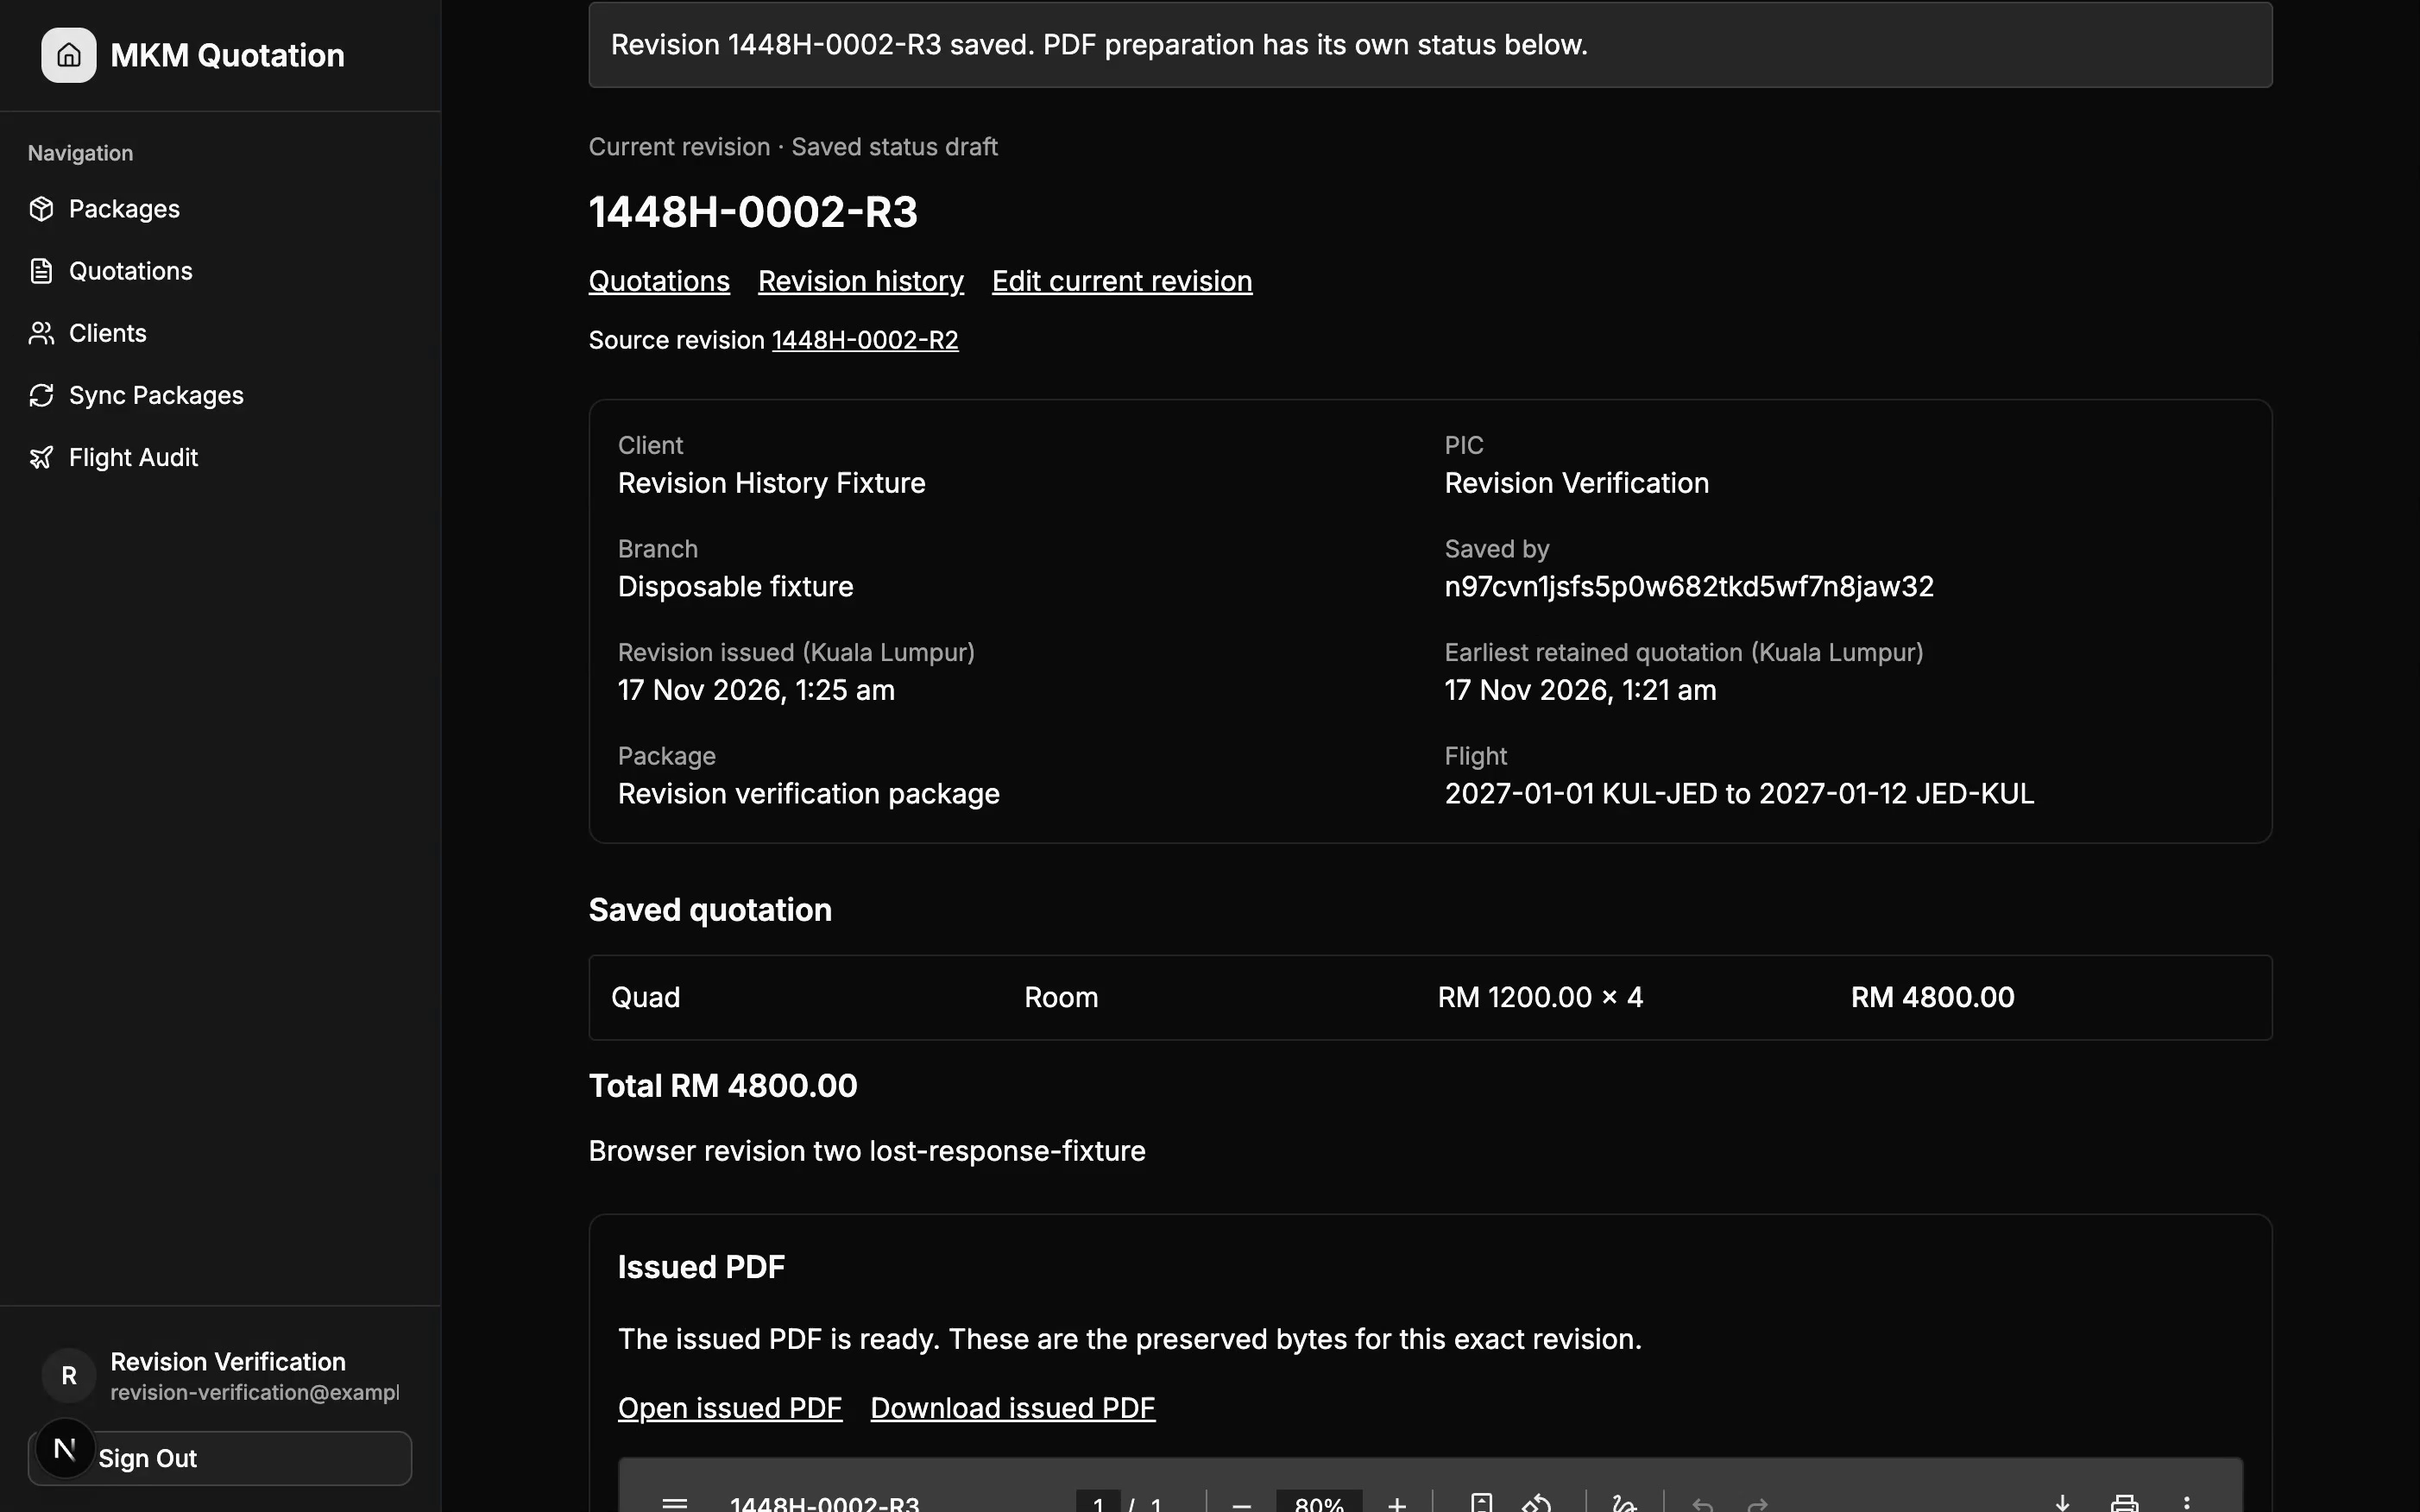 MKM Quotation
Navigation
Packages
Quotations
Clients
Sync Packages
Flight Audit
R
Revision Verification
revision-verification@exampl
N
Sign Out
Revision 1448H-0002-R3 saved. PDF preparation has its own status below.
Current revision · Saved status draft
1448H-0002-R3
Quotations Revision history Edit current revision
Source revision 1448H-0002-R2
Client
Revision History Fixture
PIC
Revision Verification
Branch
Disposable fixture
Saved by
n97cvn1jsfs5p0w682tkd5wf7n8jaw32
Revision issued (Kuala Lumpur)
17 Nov 2026, 1:25 am
Earliest retained quotation (Kuala Lumpur)
17 Nov 2026, 1:21 am
Package
Revision verification package
Flight
2027-01-01 KUL-JED to 2027-01-12 JED-KUL
Saved quotation
Quad Room RM 1200.00 × 4 RM 4800.00
Total RM 4800.00
Browser revision two lost-response-fixture
Issued PDF
The issued PDF is ready. These are the preserved bytes for this exact revision.
Open issued PDF Download issued PDF
1448H-0002-R3 1 / 1 80%